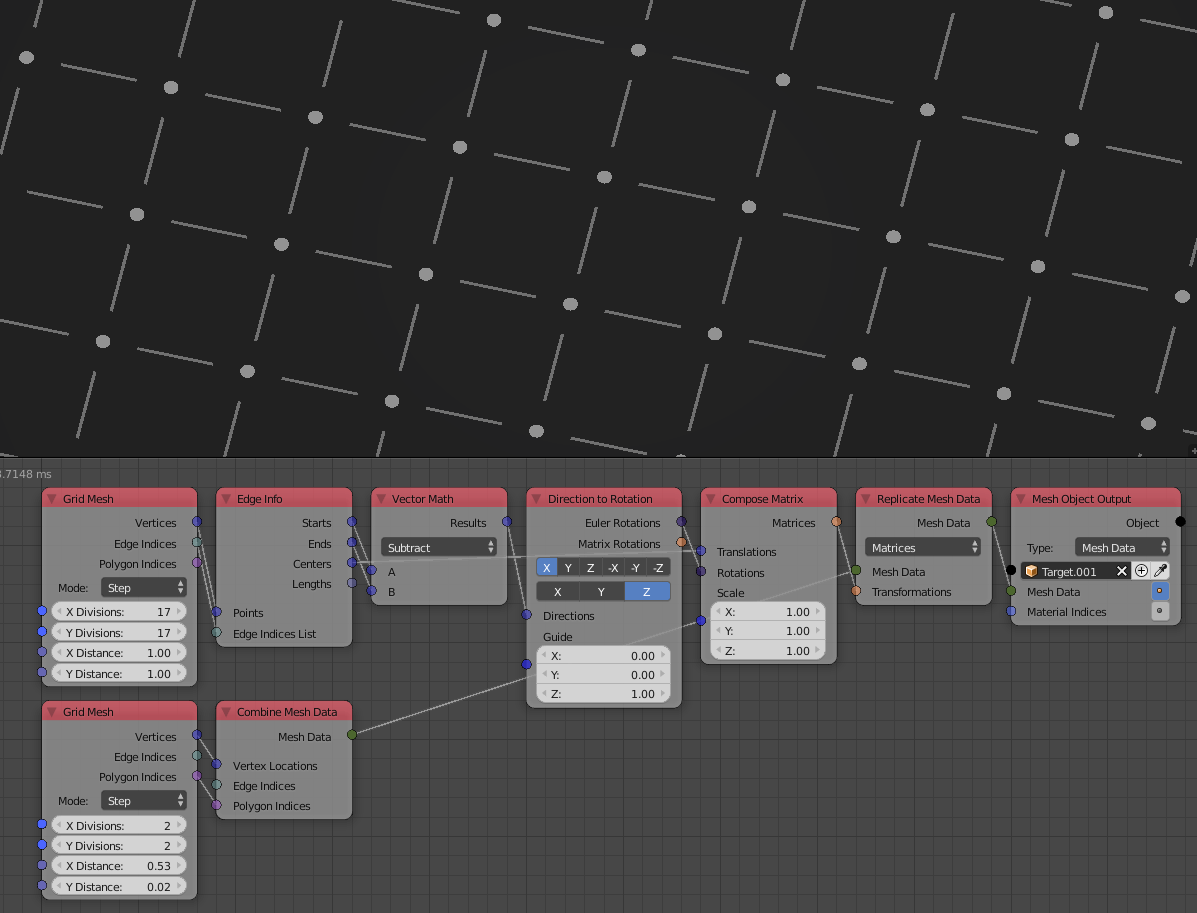 3.7148 ms
Grid Mesh
Vertices
Edge Indices
Polygon Indices
Mode: Step
X Divisions: 17
Y Divisions: 17
X Distance: 1.00
Y Distance: 1.00
Edge Info
Starts
Ends
Centers
Lengths
Points
Edge Indices List
Vector Math
Results
Subtract
A
B
Direction to Rotation
Euler Rotations
Matrix Rotations
X Y Z -X -Y -Z
X Y Z
Directions
Guide
X: 0.00
Y: 0.00
Z: 1.00
Compose Matrix
Matrices
Translations
Rotations
Scale
X: 1.00
Y: 1.00
Z: 1.00
Replicate Mesh Data
Mesh Data
Matrices
Mesh Data
Transformations
Mesh Object Output
Object
Type: Mesh Data
Target.001
Mesh Data
Material Indices
Grid Mesh
Vertices
Edge Indices
Polygon Indices
Mode: Step
X Divisions: 2
Y Divisions: 2
X Distance: 0.53
Y Distance: 0.02
Combine Mesh Data
Mesh Data
Vertex Locations
Edge Indices
Polygon Indices